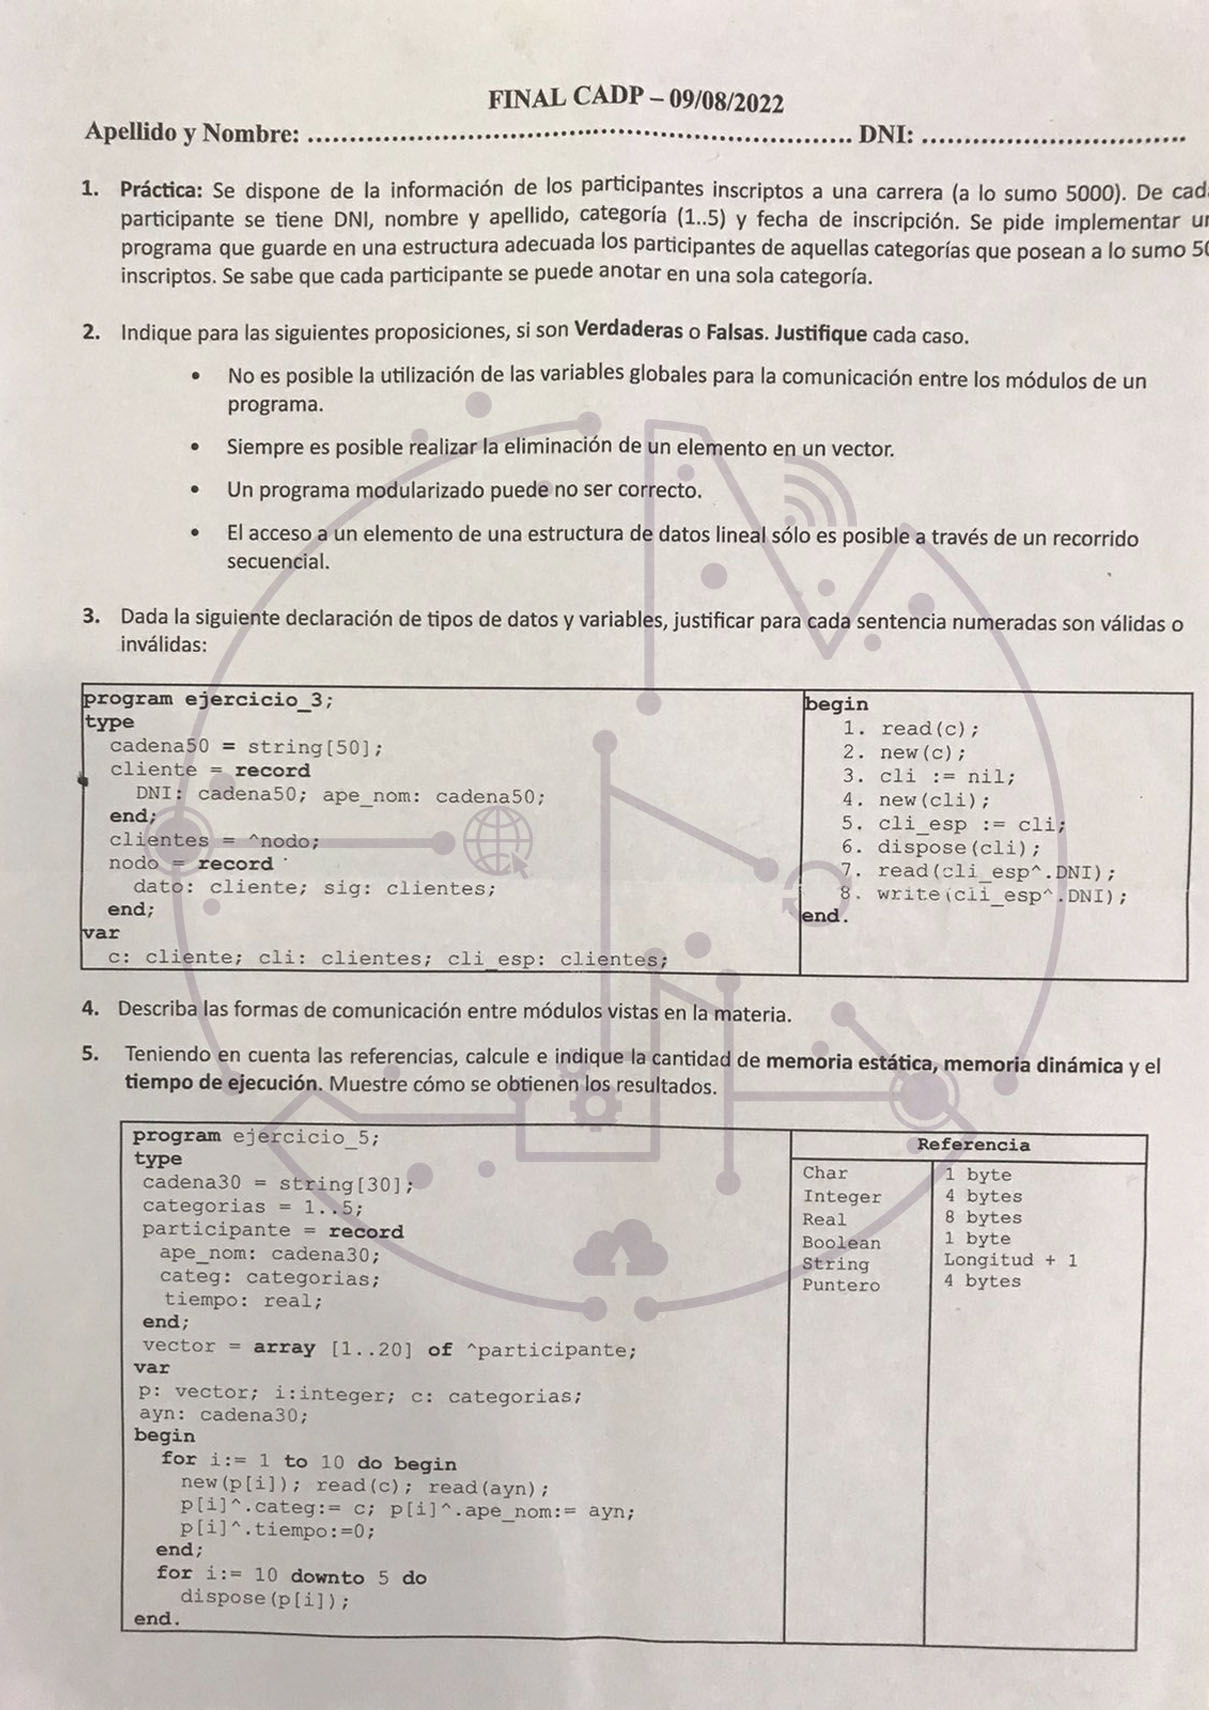 FINAL CADP – 09/08/2022
Apellido y Nombre: ................................................................................ DNI: ................................
1. Práctica: Se dispone de la información de los participantes inscriptos a una carrera (a lo sumo 5000). De cad
participante se tiene DNI, nombre y apellido, categoría (1..5) y fecha de inscripción. Se pide implementar u
programa que guarde en una estructura adecuada los participantes de aquellas categorías que posean a lo sumo 50
inscriptos. Se sabe que cada participante se puede anotar en una sola categoría.
2. Indique para las siguientes proposiciones, si son Verdaderas o Falsas. Justifique cada caso.
• No es posible la utilización de las variables globales para la comunicación entre los módulos de un
programa.
• Siempre es posible realizar la eliminación de un elemento en un vector.
• Un programa modularizado puede no ser correcto.
• El acceso a un elemento de una estructura de datos lineal sólo es posible a través de un recorrido
secuencial.
3. Dada la siguiente declaración de tipos de datos y variables, justificar para cada sentencia numeradas son válidas o
inválidas:
program ejercicio_3;
type
cadena50 = string[50];
cliente = record
DNI: cadena50; ape_nom: cadena50;
end;
clientes = ^nodo;
nodo = record
dato: cliente; sig: clientes;
end;
var
c: cliente; cli: clientes; cli_esp: clientes;
begin
1. read(c);
2. new(c);
3. cli := nil;
4. new(cli);
5. cli_esp := cli;
6. dispose(cli);
7. read(cli_esp^.DNI);
8. write(cli_esp^.DNI);
end.
4. Describa las formas de comunicación entre módulos vistas en la materia.
5. Teniendo en cuenta las referencias, calcule e indique la cantidad de memoria estática, memoria dinámica y el
tiempo de ejecución. Muestre cómo se obtienen los resultados.
program ejercicio_5;
type
cadena30 = string[30];
categorias = 1..5;
participante = record
ape_nom: cadena30;
categ: categorias;
tiempo: real;
end;
vector = array [1..20] of ^participante;
var
p: vector; i:integer; c: categorias;
ayn: cadena30;
begin
for i:= 1 to 10 do begin
new(p[i]); read(c); read(ayn);
p[i]^.categ:= c; p[i]^.ape_nom:= ayn;
p[i]^.tiempo:=0;
end;
for i:= 10 downto 5 do
dispose(p[i]);
end.
Referencia
Char 1 byte
Integer 4 bytes
Real 8 bytes
Boolean 1 byte
String Longitud + 1
Puntero 4 bytes